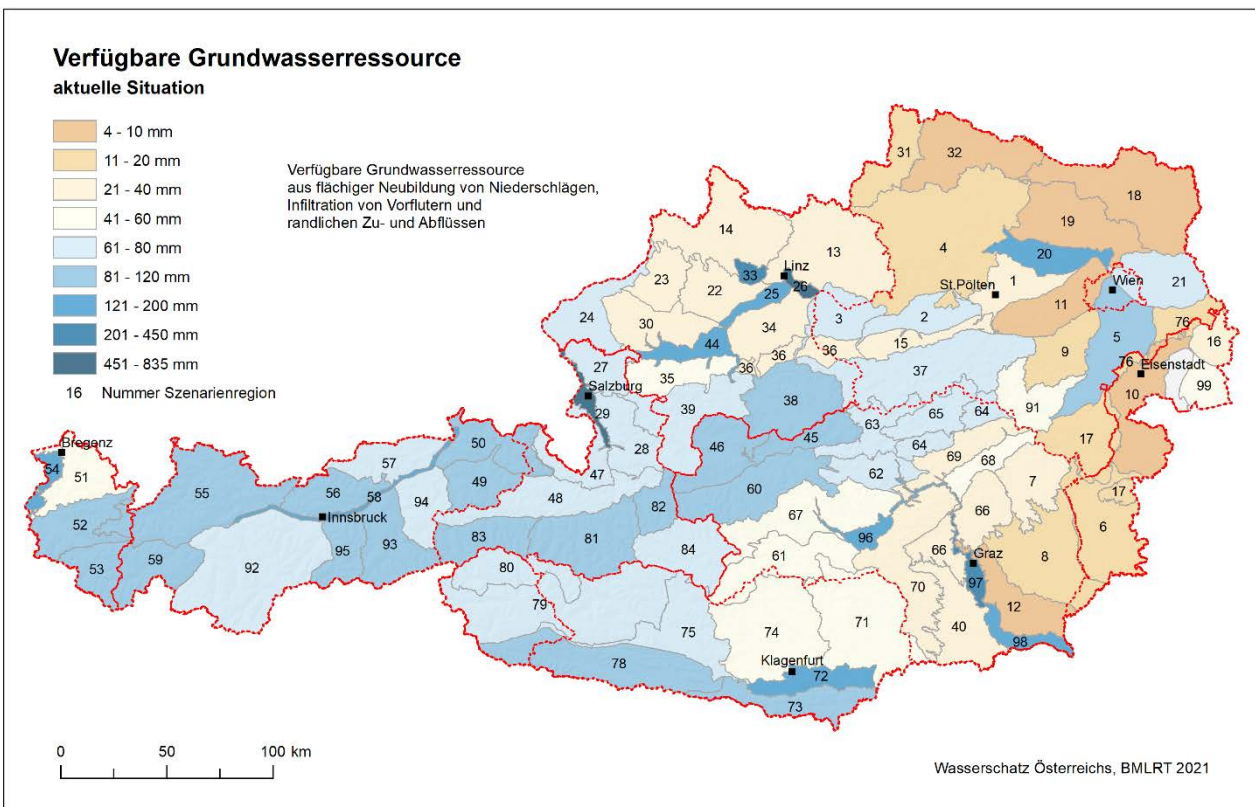 Verfügbare Grundwasserressource
aktuelle Situation
4 - 10 mm
11 - 20 mm
21 - 40 mm
41 - 60 mm
61 - 80 mm
81 - 120 mm
121 - 200 mm
201 - 450 mm
451 - 835 mm
16 Nummer Szenarienregion
Verfügbare Grundwasserressource
aus flächiger Neubildung von Niederschlägen,
Infiltration von Vorflutern und
randlichen Zu- und Abflüssen
31 32
18
19
14
13
4
20
23 22 33 Linz
25 26
St.Pölten 1
Wien 21
11
24
30
34
3 2
44
15
5
76
16
36 36
9
27
35 36
37
76
Eisenstadt
Salzburg
38
10
99
29
39
91
65 64
63
28
46 45
17
50
Bregenz
57
64
69 68
54 51
47
62
49
7
55
56 58
94
48
60
17
82
67
66
Innsbruck
6
52
83 81
96
95 93
84
66
Graz
8
53 59
92
61
80
97
70
12
79
75
74 71
40
98
78
Klagenfurt
72
73
0 50 100 km
Wasserschatz Österreichs, BMLRT 2021